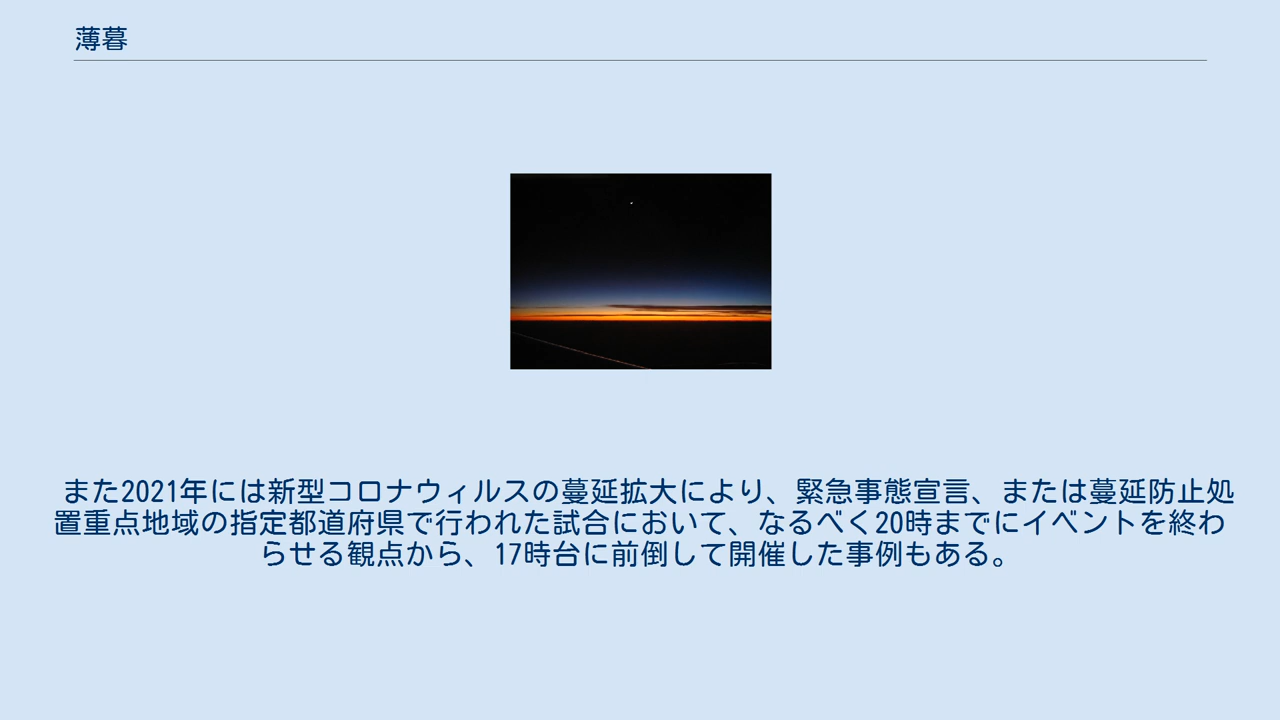 薄暮
また2021年には新型コロナウィルスの蔓延拡大により、緊急事態宣言、または蔓延防止処
置重点地域の指定都道府県で行われた試合において、なるべく20時までにイベントを終わ
らせる観点から、17時台に前倒して開催した事例もある。